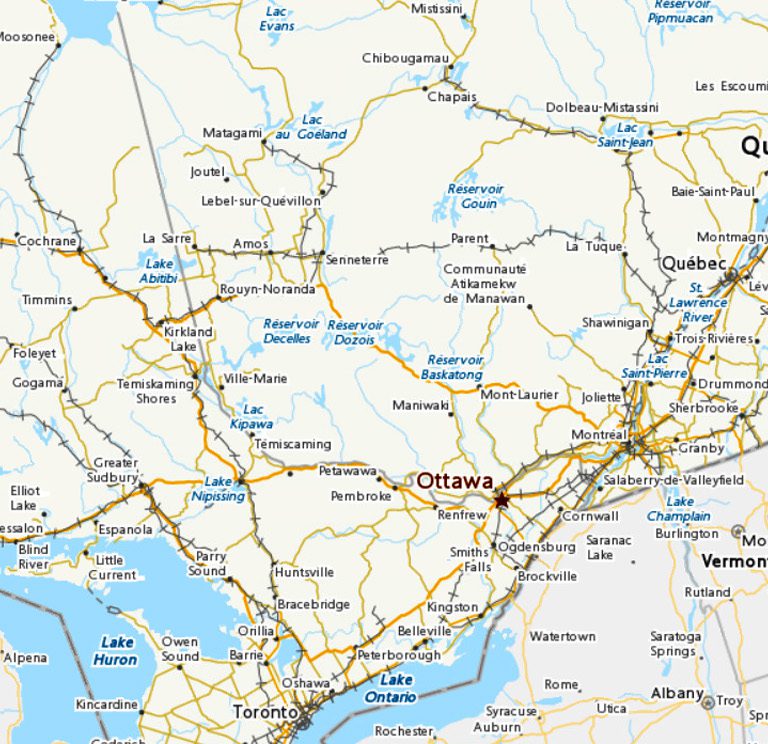 Lac
Evans
Mistissini
Réservoir
Pipmuacan
Moosonee
Chibougamau
Chapais
Les Escoumi
Dolbeau-Mistassini
Matagami
Lac
au Goéland
Lac
Saint-Jean
Qu
Joutel
Lebel-sur-Quévillon
Réservoir
Gouin
Baie-Saint-Paul
Cochrane
La Sarre
Amos
Senneterre
Parent
La Tuque
Montmagny
Lake
Abitibi
Communauté
Atikamekw
de Manawan
Québec
Lév
Timmins
Rouyn-Noranda
St.
Lawrence
River
Kirkland
Lake
Réservoir
Decelles
Réservoir
Dozois
Shawinigan
Trois-Rivières
Foleyet
Gogama
Temiskaming
Shores
Ville-Marie
Réservoir
Baskatong
Lac
Saint-Pierre
Mont-Laurier
Joliette
Drummond
Maniwaki
Sherbrooke
Lac
Kipawa
Témiscaming
Montréal
Granby
Greater
Sudbury
Lake
Nipissing
Petawawa
Pembroke
Ottawa
Salaberry-de-Valleyfield
Elliot
Lake
Renfrew
Cornwall
Lake
Champlain
essalon
Espanola
Burlington
Mo
Blind
River
Little
Current
Parry
Sound
Smiths
Falls
Ogdensburg
Saranac
Lake
Vermon
Huntsville
Brockville
Rutland
Bracebridge
Kingston
Orillia
Belleville
Watertown
Saratoga
Springs
Lake
Huron
Owen
Sound
Barrie
Peterborough
Alpena
Oshawa
Lake
Ontario
Rome
Albany
Troy
Kincardine
Toronto
Utica
Syracuse
Auburn
Spr
Rochester
Goderich